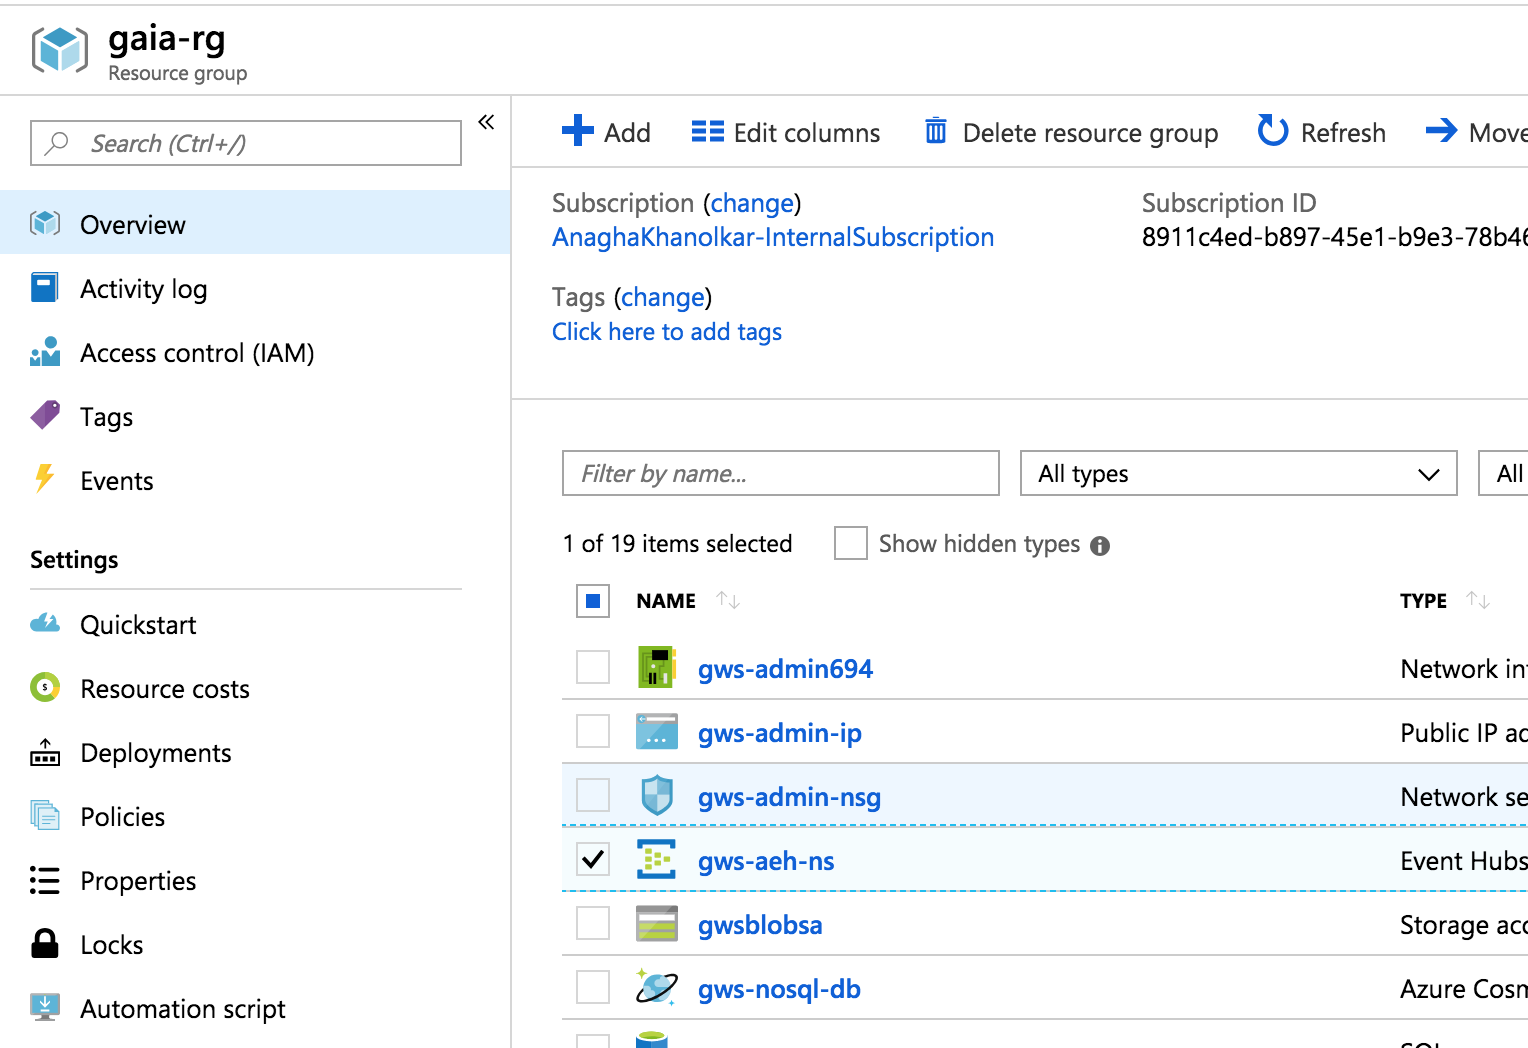 gaia-rg
Resource group
Search (Ctrl+/)
«
Overview
Activity log
Access control (IAM)
Tags
Events
Settings
Quickstart
Resource costs
Deployments
Policies
Properties
Locks
Automation script
Add Edit columns Delete resource group Refresh Move
Subscription (change) Subscription ID
AnaghaKhanolkar-InternalSubscription 8911c4ed-b897-45e1-b9e3-78b46
Tags (change)
Click here to add tags
Filter by name... All types All
1 of 19 items selected Show hidden types
NAME TYPE
gws-admin694 Network in
gws-admin-ip Public IP ad
gws-admin-nsg Network se
gws-aeh-ns Event Hubs
gwsblobsa Storage acc
gws-nosql-db Azure Cosm